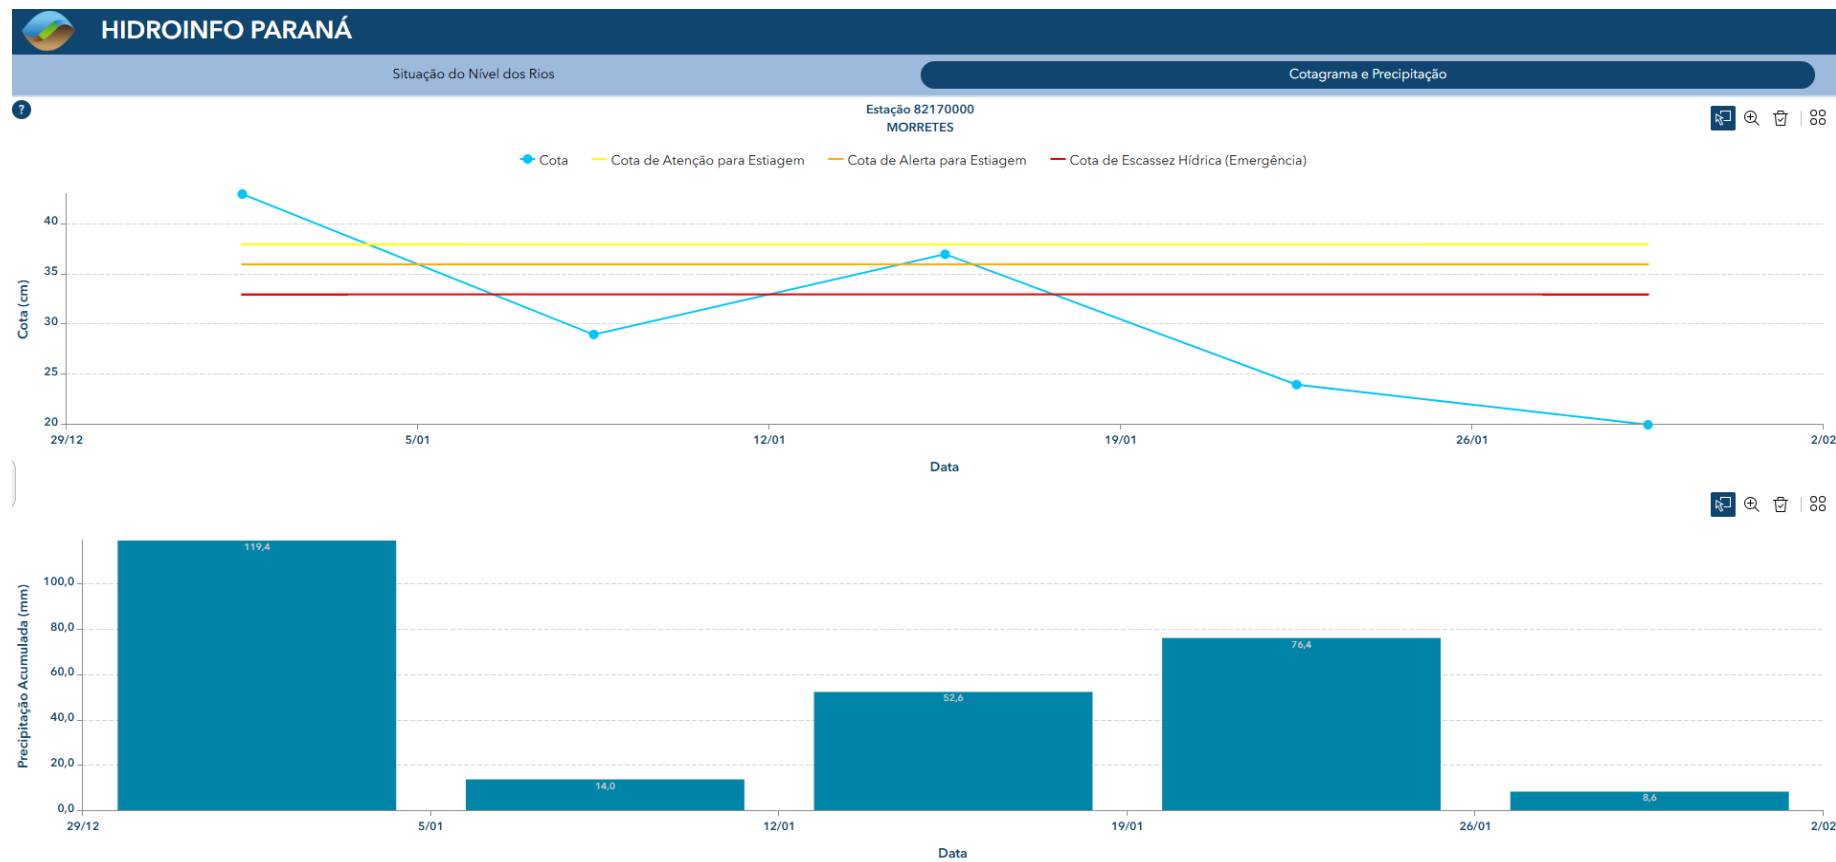 HIDROINFO PARANÁ
Situação do Nível dos Rios
Cotagrama e Precipitação
?
Estação 82170000
MORRETES
Cota
Cota de Atenção para Estiagem
Cota de Alerta para Estiagem
Cota de Escassez Hídrica (Emergência)
Cota (cm)
40
35
30
25
20
29/12
5/01
12/01
19/01
26/01
2/02
Data
Precipitação Acumulada (mm)
100,0
80,0
60,0
40,0
20,0
0,0
119,4
14,0
52,6
76,4
8,6
29/12
5/01
12/01
19/01
26/01
2/02
Data